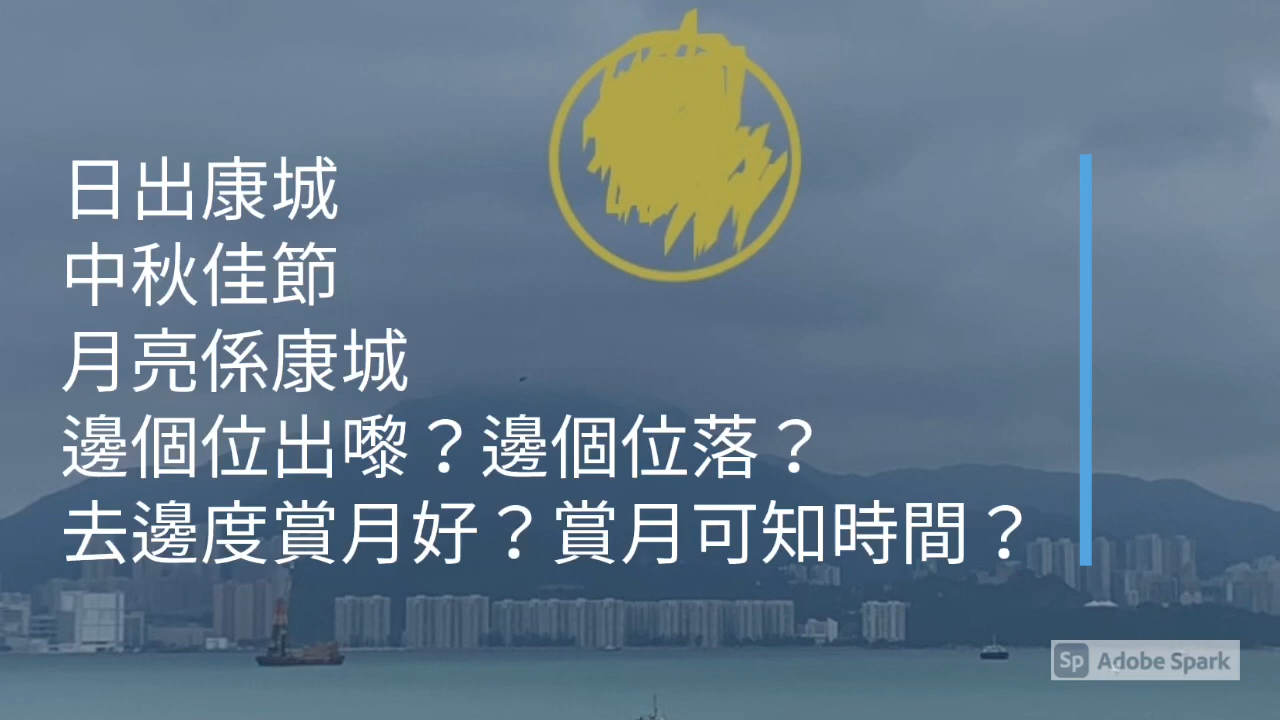 日出康城
中秋佳節
月亮係康城
邊個位出嚟？邊個位落？
去邊度賞月好？賞月可知時間？
Sp Adobe Spark